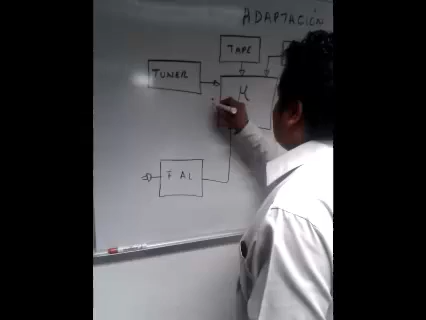 ADAPTACIÓN
TAPE
TUNER
μ
F AL